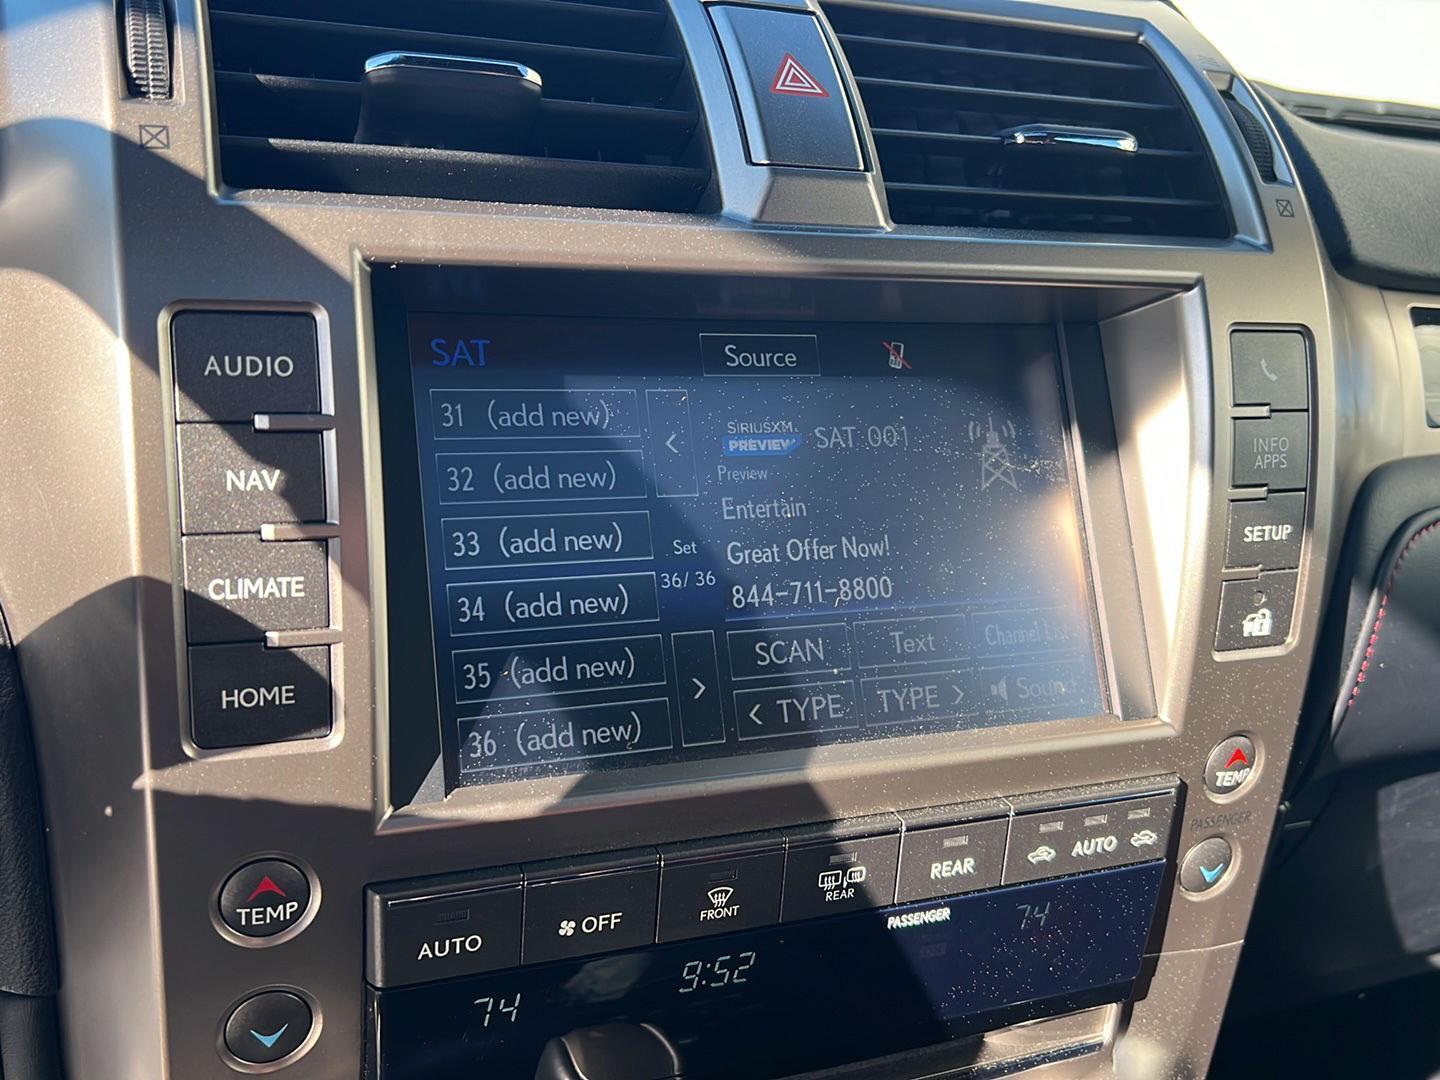 AUDIO
NAV
CLIMATE
HOME
SAT
Source
31 (add new)
32 (add new)
33 (add new)
34 (add new)
35 (add new)
36 (add new)
<
Set
36/ 36
>
SIRIUSXM
PREVIEW
SAT 001
Preview
Entertain
Great Offer Now!
844-711-8800
SCAN
Text
Channel List
< TYPE
TYPE >
Sound
INFO
APPS
SETUP
TEMP
PASSENGER
TEMP
AUTO
OFF
FRONT
REAR
REAR
AUTO
PASSENGER
74
9:52
74